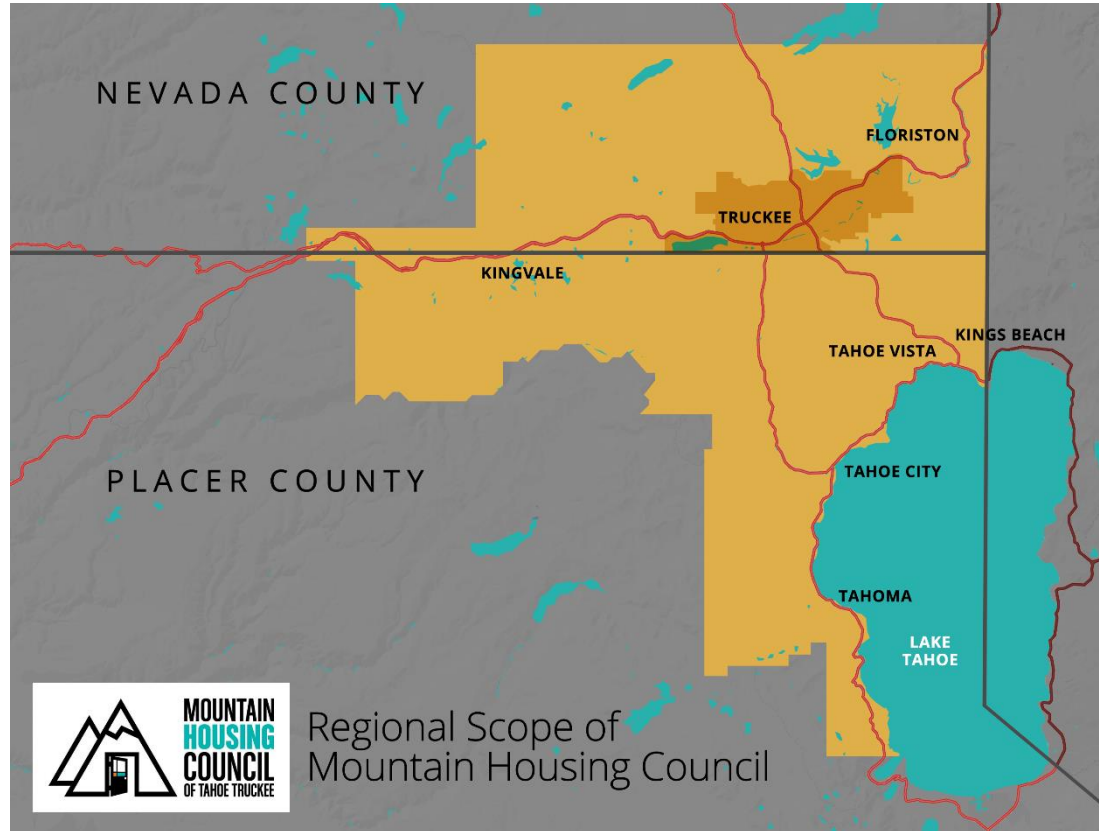 NEVADA COUNTY
FLORISTON
TRUCKEE
KINGVALE
KINGS BEACH
TAHOE VISTA
TAHOE CITY
PLACER COUNTY
TAHOMA
LAKE
TAHOE
MOUNTAIN
HOUSING
COUNCIL
OF TAHOE TRUCKEE
Regional Scope of
Mountain Housing Council